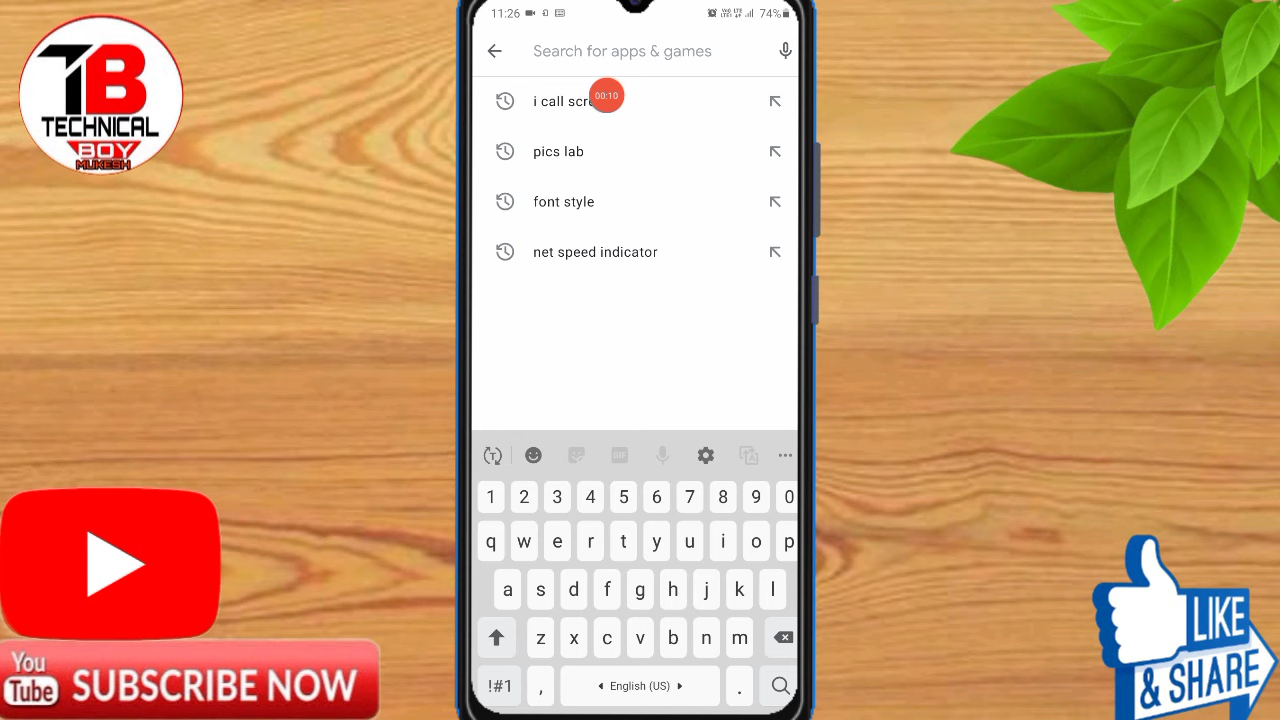 TB
TECHNICAL
BOY
MUKESH
11:26
74%
Search for apps & games
i call scre
00:10
pics lab
font style
net speed indicator
GIF
1 2 3 4 5 6 7 8 9 0
q w e r t y u i o p
a s d f g h j k l
z x c v b n m
!#1 , English (US) .
You
Tube
SUBSCRIBE NOW
LIKE
& SHARE